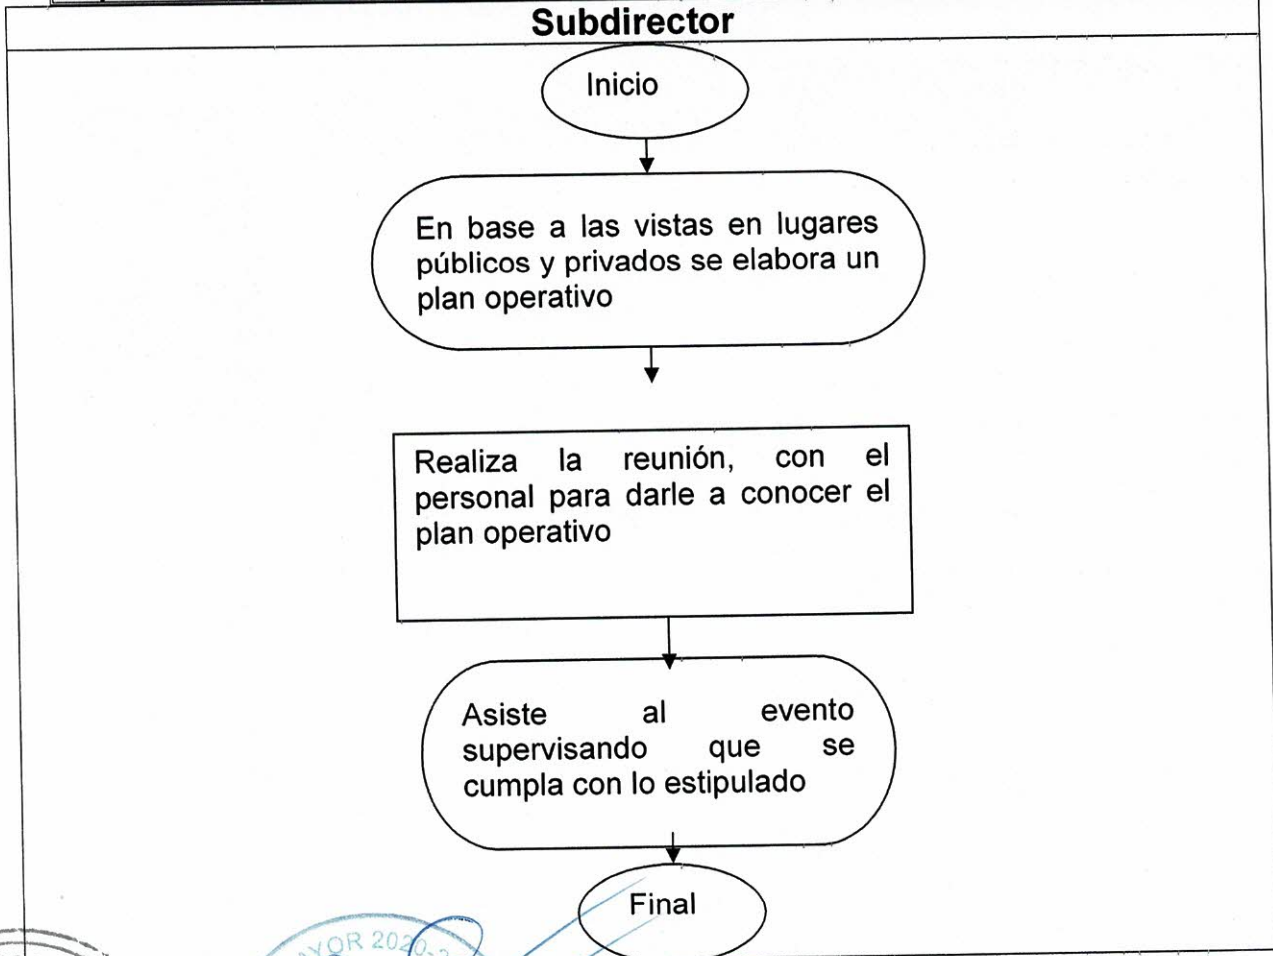 Subdirector
Inicio
En base a las vistas en lugares
públicos y privados se elabora un
plan operativo
Realiza la reunión, con el
personal para darle a conocer el
plan operativo
Asiste al evento
supervisando que se
cumpla con lo estipulado
Final